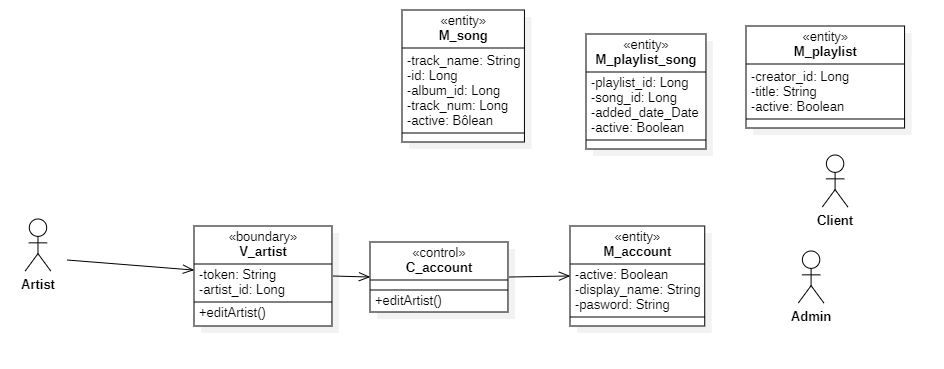 «entity»
M_song
-track_name: String
-id: Long
-album_id: Long
-track_num: Long
-active: Bôlean
«entity»
M_playlist_song
-playlist_id: Long
-song_id: Long
-added_date_Date
-active: Boolean
«entity»
M_playlist
-creator_id: Long
-title: String
-active: Boolean
Client
Artist
«boundary»
V_artist
-token: String
-artist_id: Long
+editArtist()
«control»
C_account
+editArtist()
«entity»
M_account
-active: Boolean
-display_name: String
-pasword: String
Admin